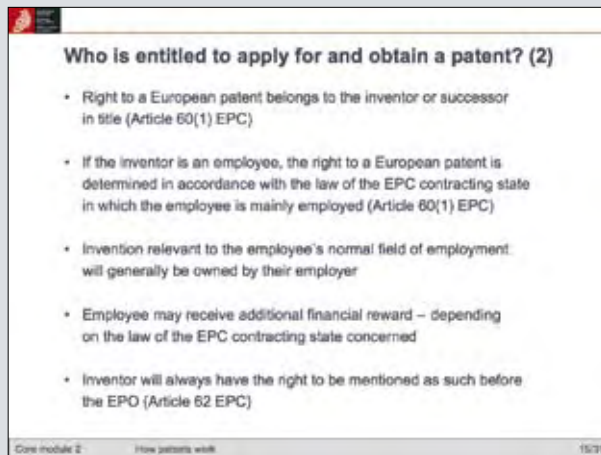 Who is entitled to apply for and obtain a patent? (2)
• Right to a European patent belongs to the inventor or successor
in title (Article 60(1) EPC)
• If the inventor is an employee, the right to a European patent is
determined in accordance with the law of the EPC contracting state
in which the employee is mainly employed (Article 60(1) EPC)
• Invention relevant to the employee's normal field of employment
will generally be owned by their employer
• Employee may receive additional financial reward – depending
on the law of the EPC contracting state concerned
• Inventor will always have the right to be mentioned as such before
the EPO (Article 62 EPC)
Core module 2 How patents work